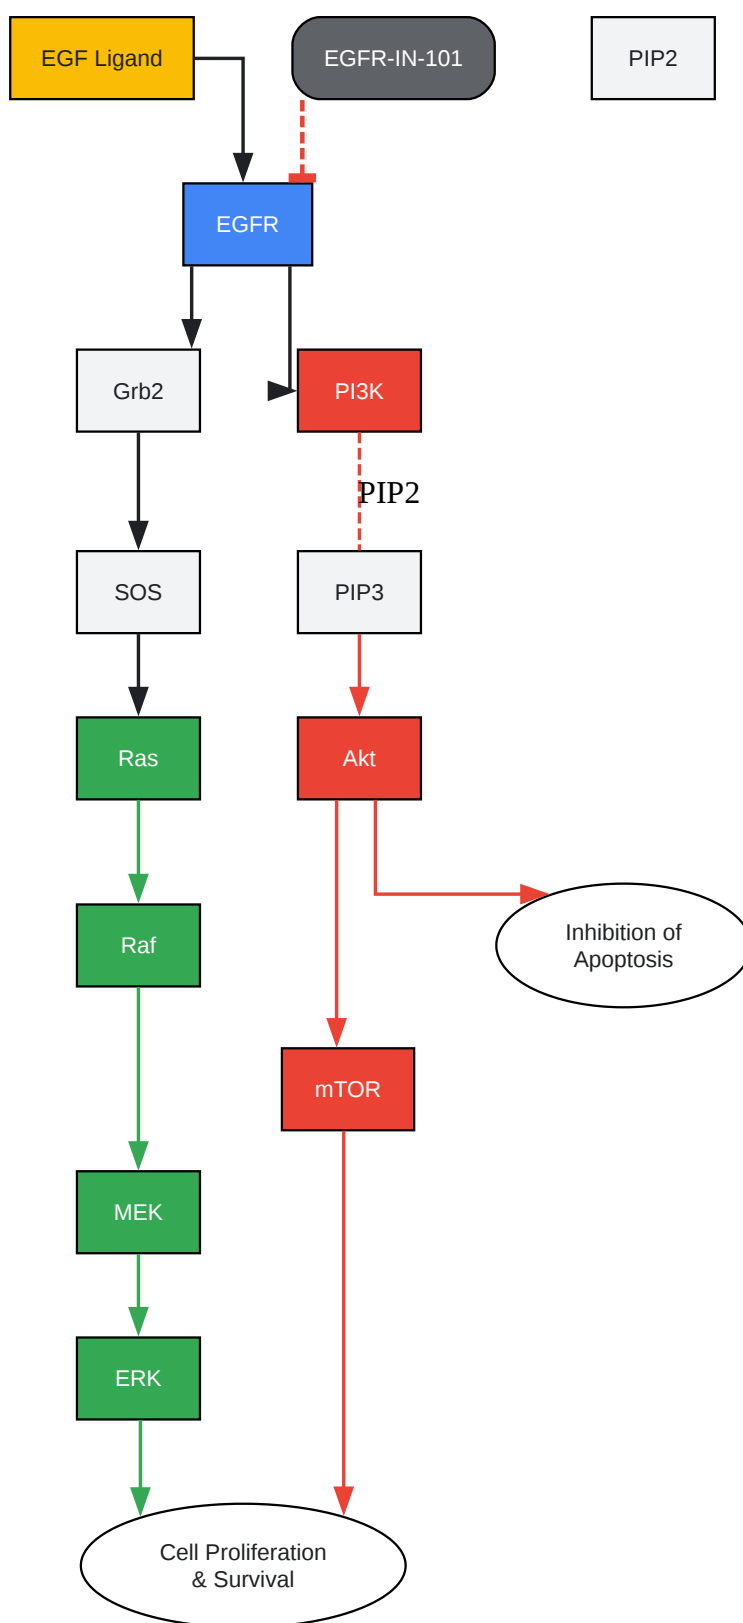 EGF Ligand
EGFR-IN-101
PIP2
EGFR
Grb2
PI3K
PIP2
SOS
PIP3
Ras
Akt
Raf
Inhibition of
Apoptosis
mTOR
MEK
ERK
Cell Proliferation
& Survival